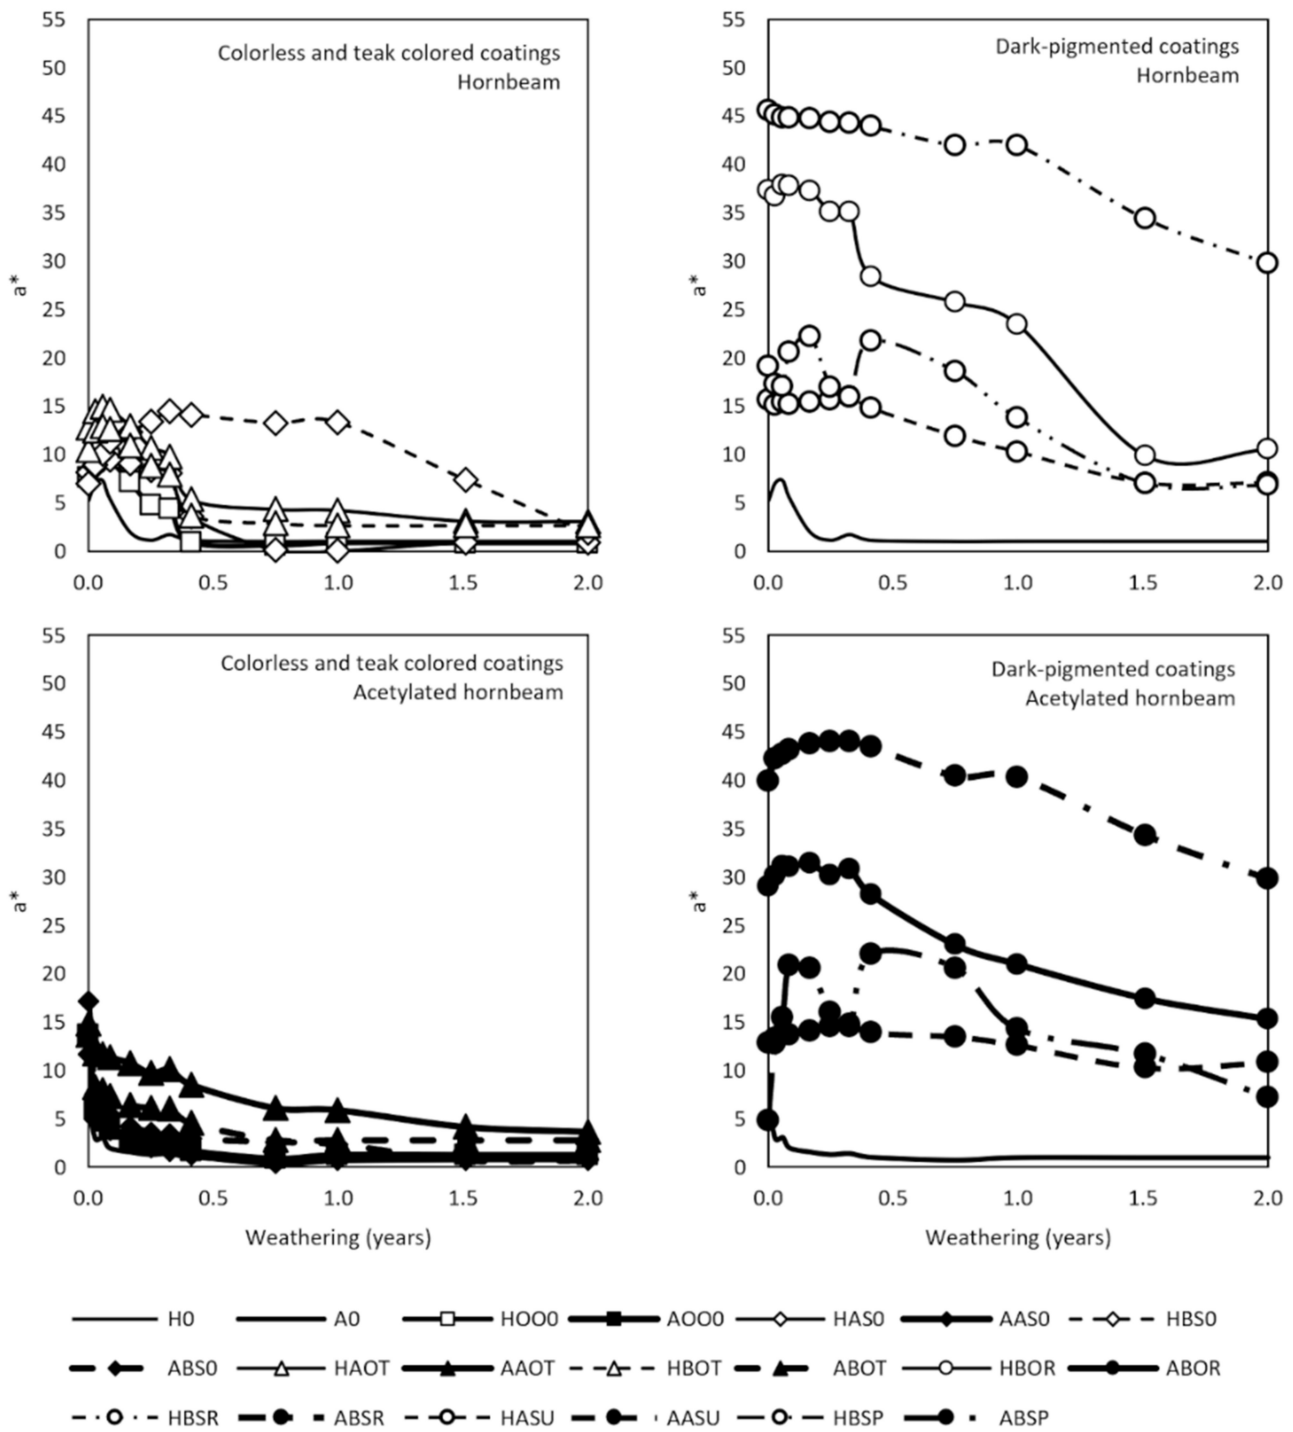 Colorless and teak colored coatings
Hornbeam
55
50
45
40
35
30
25
20
15
10
5
0
a*
0.0 0.5 1.0 1.5 2.0
Dark-pigmented coatings
Hornbeam
55
50
45
40
35
30
25
20
15
10
5
0
a*
0.0 0.5 1.0 1.5 2.0
Colorless and teak colored coatings
Acetylated hornbeam
55
50
45
40
35
30
25
20
15
10
5
0
a*
0.0 0.5 1.0 1.5 2.0
Weathering (years)
Dark-pigmented coatings
Acetylated hornbeam
55
50
45
40
35
30
25
20
15
10
5
0
a*
0.0 0.5 1.0 1.5 2.0
Weathering (years)
H0 A0 HOO0 AOO0 HAS0 AAS0 HBS0
ABS0 HAOT AAOT HBOT ABOT HBOR ABOR
HBSR ABSR HASU AASU HBSP ABSP